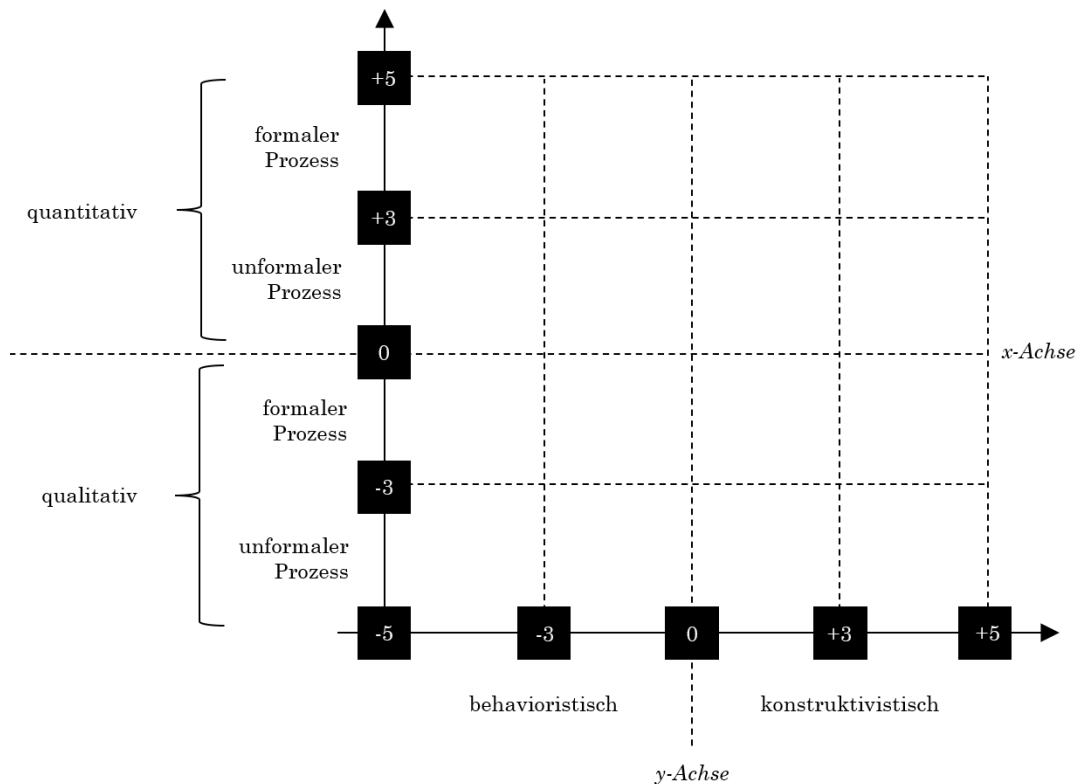 +5
formaler
Prozess
quantitativ
+3
unformaler
Prozess
0
x-Achse
formaler
Prozess
-3
qualitativ
unformaler
Prozess
-5
-3
0
+3
+5
behavioristisch
konstruktivistisch
y-Achse